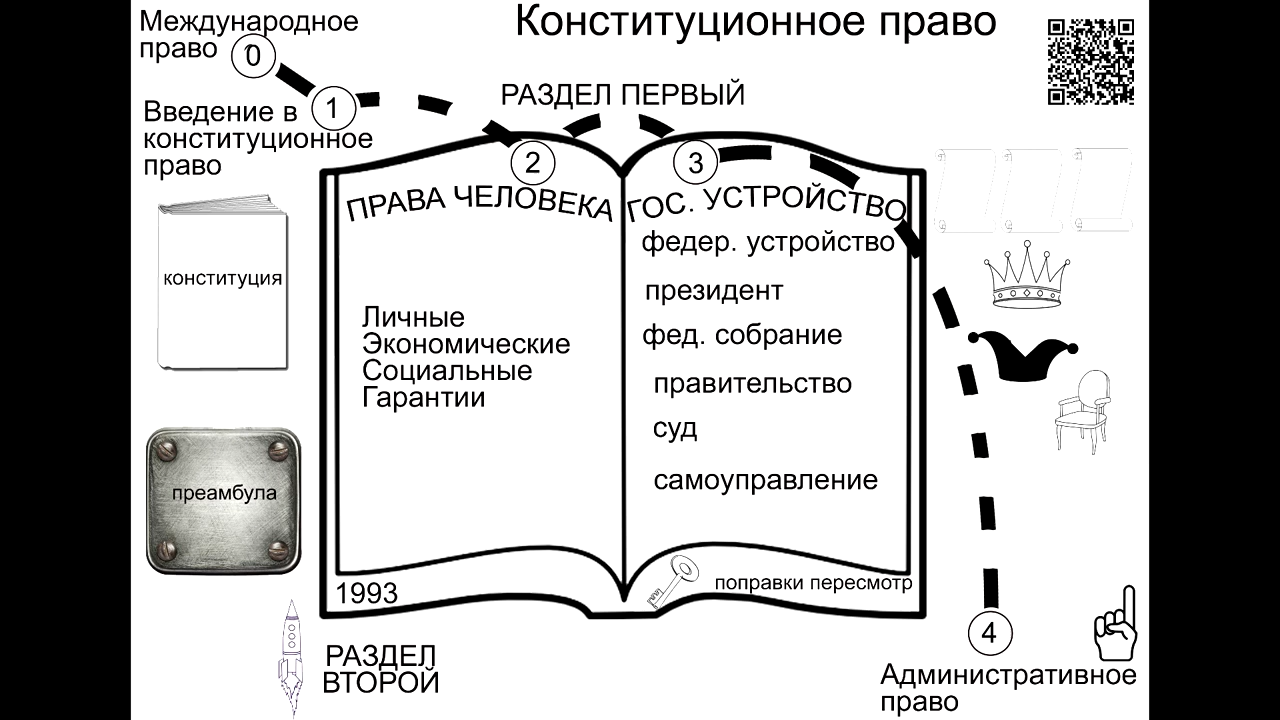 Конституционное право
Международное
право
0
1
Введение в
конституционное
право
РАЗДЕЛ ПЕРВЫЙ
2
3
ПРАВА ЧЕЛОВЕКА
ГОС. УСТРОЙСТВО
федер. устройство
президент
фед. собрание
правительство
суд
самоуправление
Личные
Экономические
Социальные
Гарантии
конституция
преамбула
1993
поправки пересмотр
РАЗДЕЛ
ВТОРОЙ
4
Административное
право